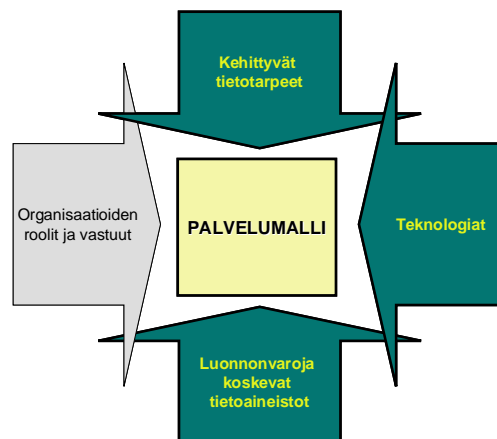 Kehittyvät
tietotarpeet
Organisaatioiden
roolit ja vastuut
PALVELUMALLI
Teknologiat
Luonnonvaroja
koskevat
tietoaineistot